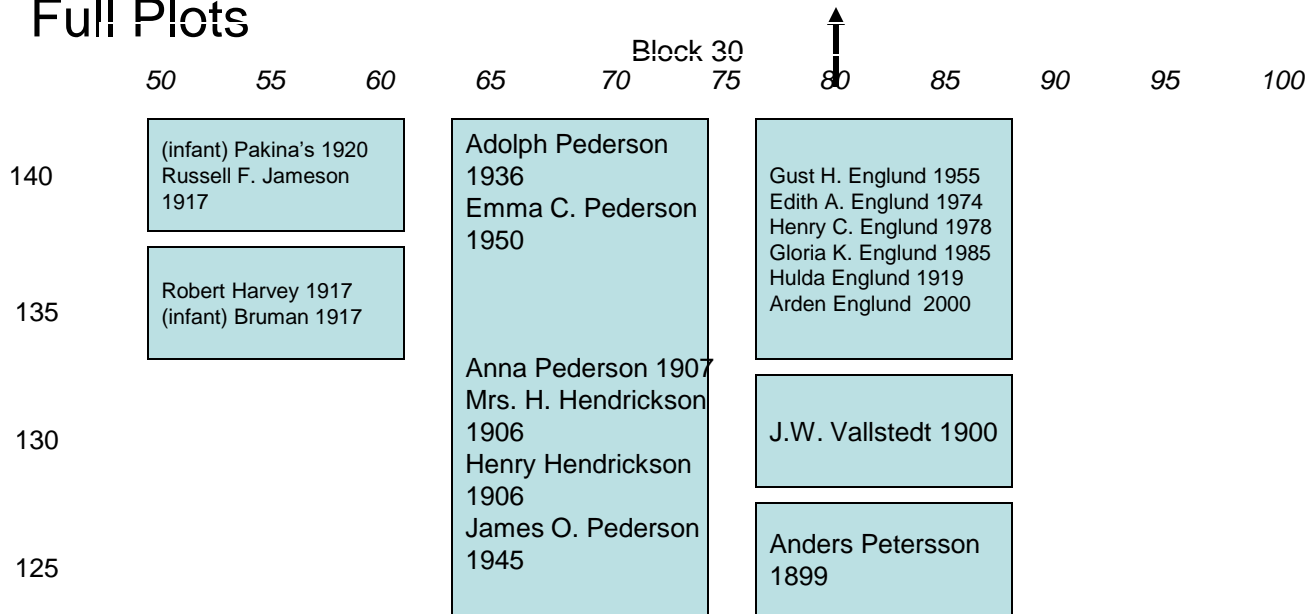 Full Plots
Block 30
50 55 60 65 70 75 80 85 90 95 100
140
(infant) Pakina's 1920
Russell F. Jameson
1917
Adolph Pederson
1936
Emma C. Pederson
1950
Gust H. Englund 1955
Edith A. Englund 1974
Henry C. Englund 1978
Gloria K. Englund 1985
Hulda Englund 1919
Arden Englund 2000
135
Robert Harvey 1917
(infant) Bruman 1917
130
Anna Pederson 1907
Mrs. H. Hendrickson
1906
Henry Hendrickson
1906
James O. Pederson
1945
J.W. Vallstedt 1900
125
Anders Petersson
1899